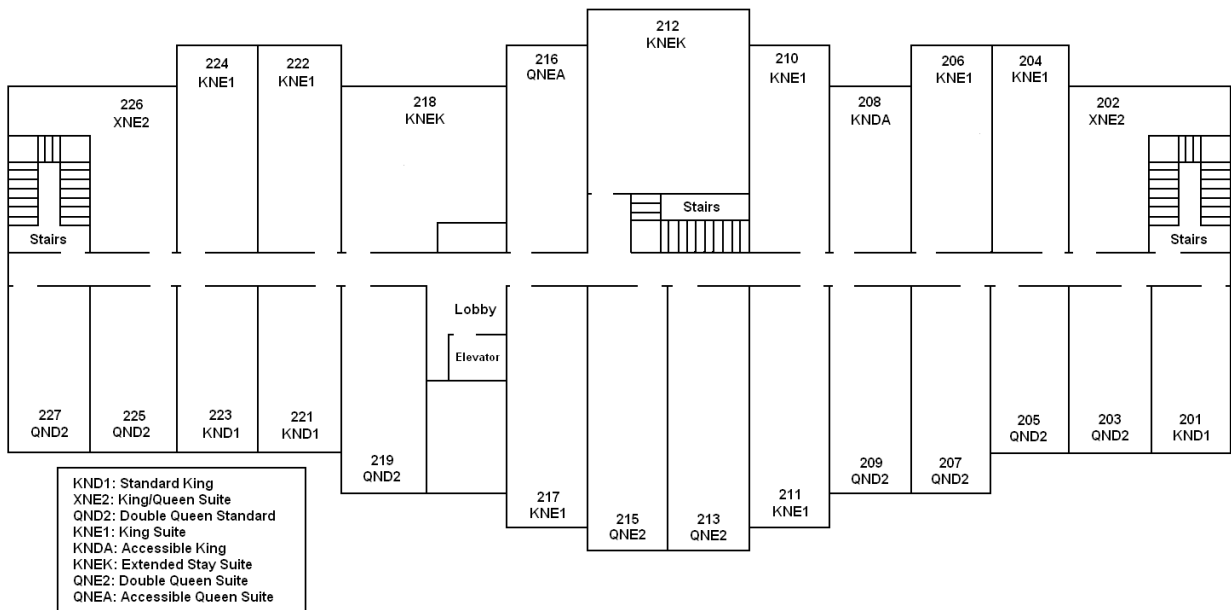 212
KNEK
224
KNE1
222
KNE1
216
QNEA
210
KNE1
206
KNE1
204
KNE1
226
XNE2
218
KNEK
208
KNDA
202
XNE2
Stairs
Stairs
Stairs
Lobby
Elevator
227
QND2
225
QND2
223
KND1
221
KND1
205
QND2
203
QND2
201
KND1
219
QND2
209
QND2
207
QND2
217
KNE1
215
QNE2
213
QNE2
211
KNE1
KND1: Standard King
XNE2: King/Queen Suite
QND2: Double Queen Standard
KNE1: King Suite
KNDA: Accessible King
KNEK: Extended Stay Suite
QNE2: Double Queen Suite
QNEA: Accessible Queen Suite